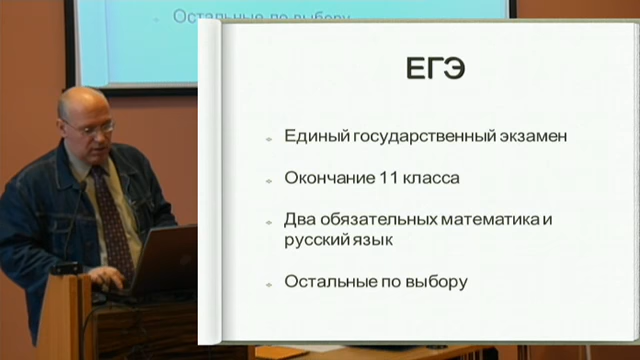 Остальные по выбору
ЕГЭ
Единый государственный экзамен
Окончание 11 класса
Два обязательных математика и
русский язык
Остальные по выбору